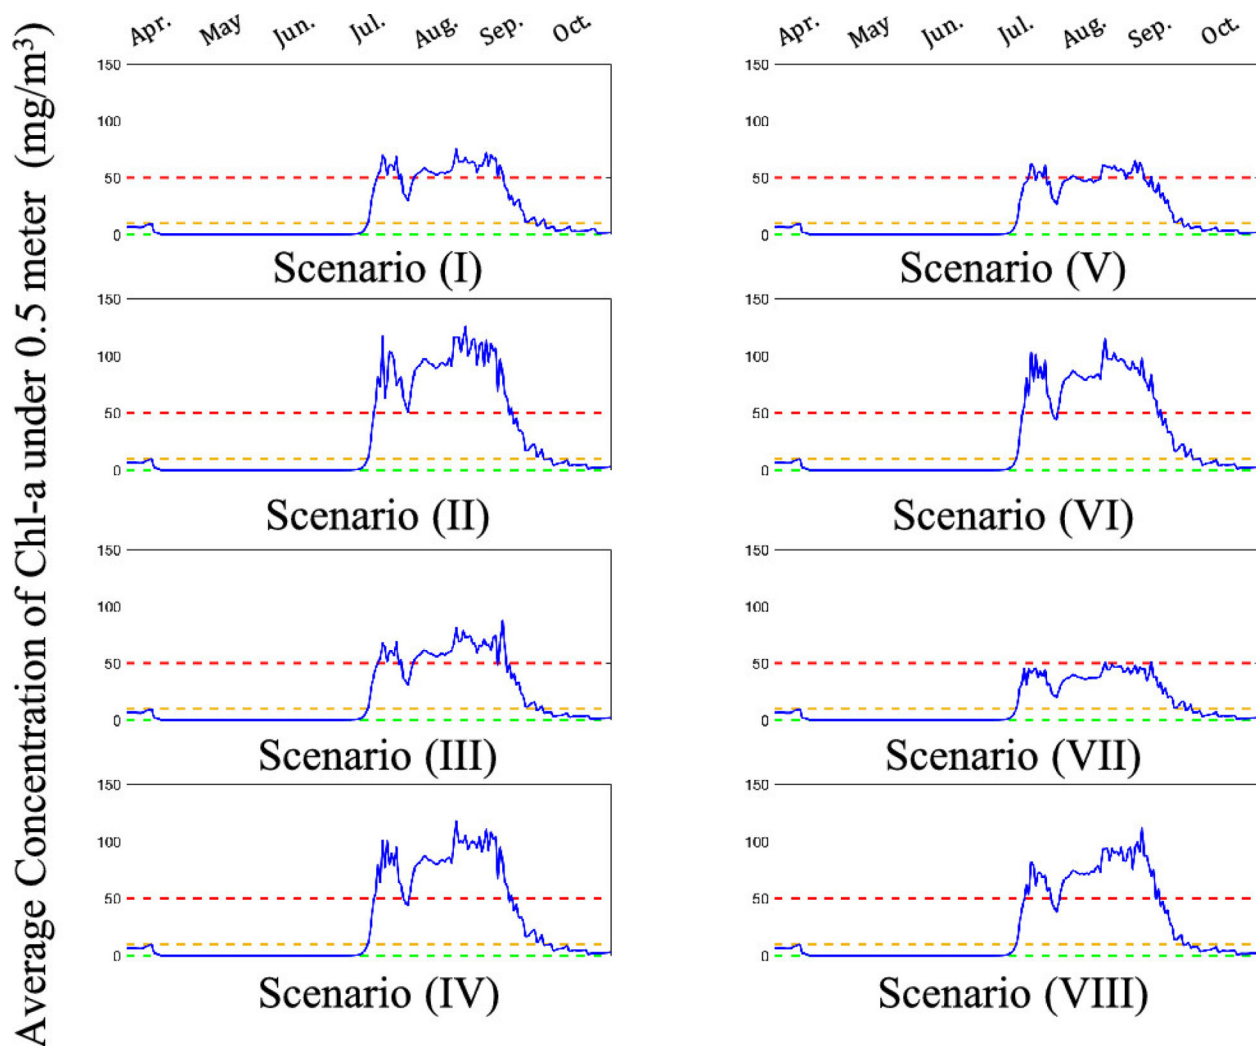 Average Concentration of Chl-a under 0.5 meter (mg/m³)
Apr. May Jun. Jul. Aug. Sep. Oct.
150
100
50
0
Scenario (I)
150
100
50
0
Scenario (II)
150
100
50
0
Scenario (III)
150
100
50
0
Scenario (IV)
Apr. May Jun. Jul. Aug. Sep. Oct.
150
100
50
0
Scenario (V)
150
100
50
0
Scenario (VI)
150
100
50
0
Scenario (VII)
150
100
50
0
Scenario (VIII)